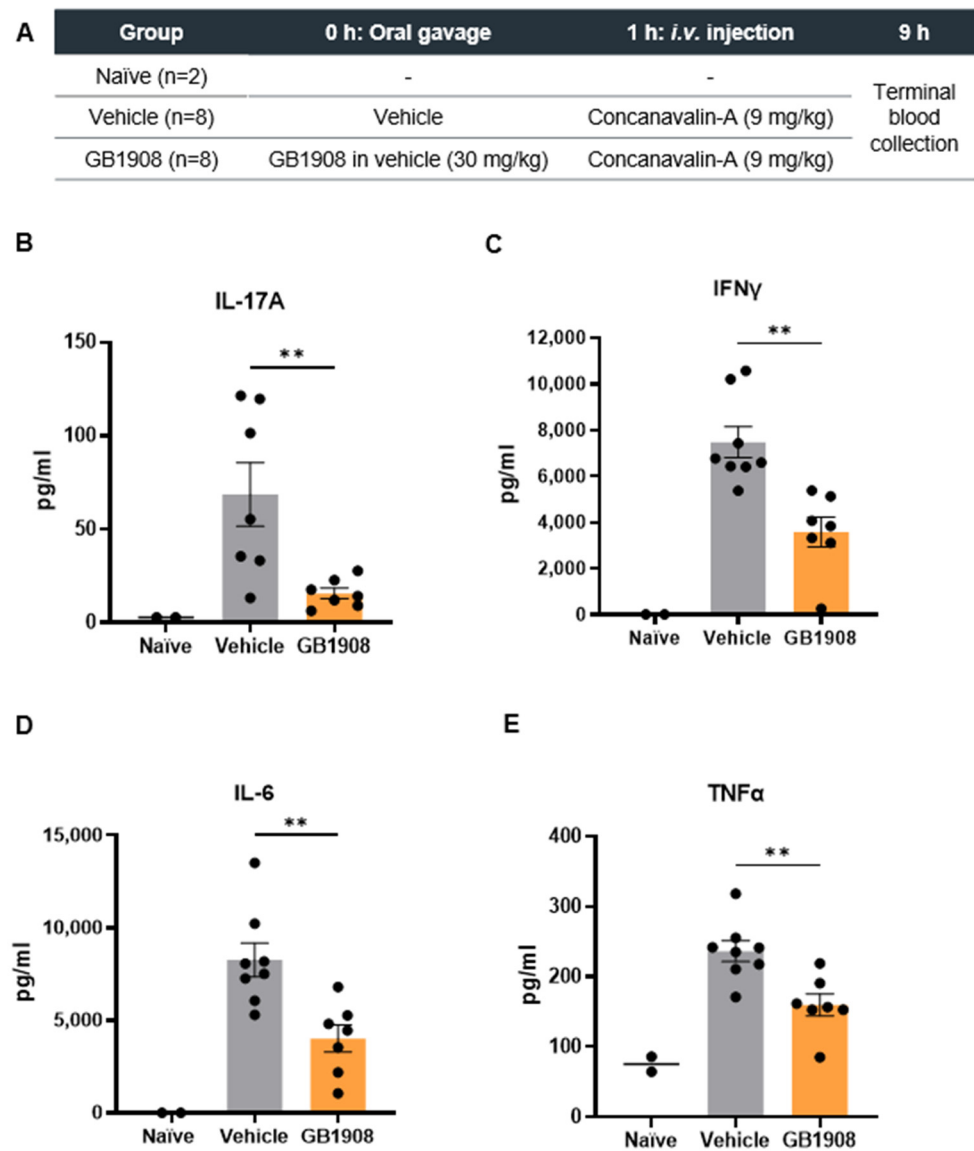 A
Group 0 h: Oral gavage 1 h: i.v. injection 9 h
Naïve (n=2) - -
Vehicle (n=8) Vehicle Concanavalin-A (9 mg/kg)
GB1908 (n=8) GB1908 in vehicle (30 mg/kg) Concanavalin-A (9 mg/kg)
Terminal
blood
collection
B
IL-17A
**
150
100
50
0
pg/ml
Naïve Vehicle GB1908
C
IFNγ
**
12,000
10,000
8,000
6,000
4,000
2,000
0
pg/ml
Naïve Vehicle GB1908
D
IL-6
**
15,000
10,000
5,000
0
pg/ml
Naïve Vehicle GB1908
E
TNFα
**
400
300
200
100
0
pg/ml
Naïve Vehicle GB1908